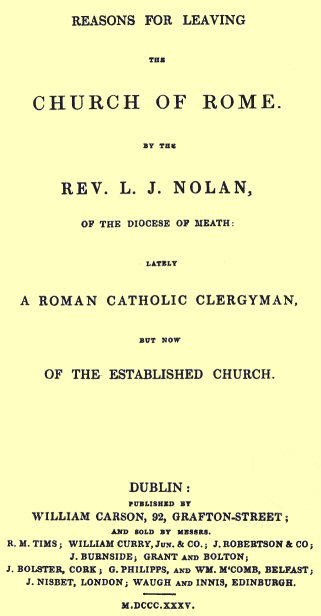 REASONS FOR LEAVING
THE
CHURCH OF ROME.
BY THE
REV. L. J. NOLAN,
OF THE DIOCESE OF MEATH:
LATELY
A ROMAN CATHOLIC CLERGYMAN,
BUT NOW
OF THE ESTABLISHED CHURCH.
DUBLIN:
PUBLISHED BY
WILLIAM CARSON, 92, GRAFTON-STREET;
AND SOLD BY MESSRS.
R. M. TIMS; WILLIAM CURRY, JUN. & CO.; J. ROBERTSON & CO;
J. BURNSIDE; GRANT AND BOLTON;
J. BOLSTER, CORK; G. PHILIPPS, AND WM. M'COMB, BELFAST;
J. NISBET, LONDON; WAUGH AND INNIS, EDINBURGH.
M.DCCC.XXXV.